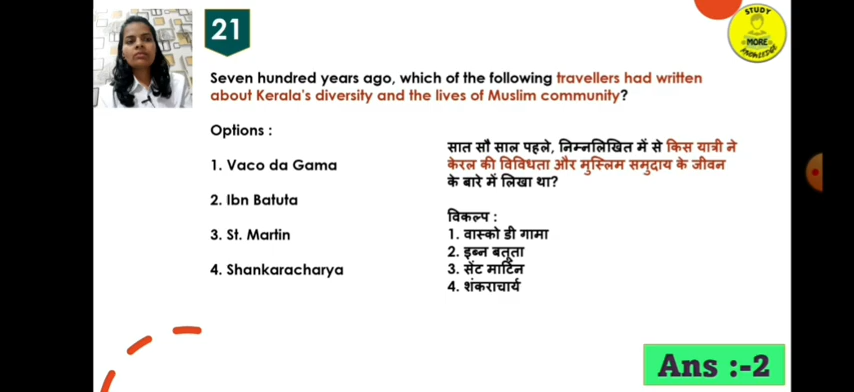 21
STUDY
MORE
KNOWLEDGE
Seven hundred years ago, which of the following travellers had written
about Kerala's diversity and the lives of Muslim community?
Options :
1. Vaco da Gama
2. Ibn Batuta
3. St. Martin
4. Shankaracharya
सात सौ साल पहले, निम्नलिखित में से किस यात्री ने
केरल की विविधता और मुस्लिम समुदाय के जीवन
के बारे में लिखा था?
विकल्प :
1. वास्को डी गामा
2. इब्न बतूता
3. सेंट मार्टिन
4. शंकराचार्य
Ans :-2